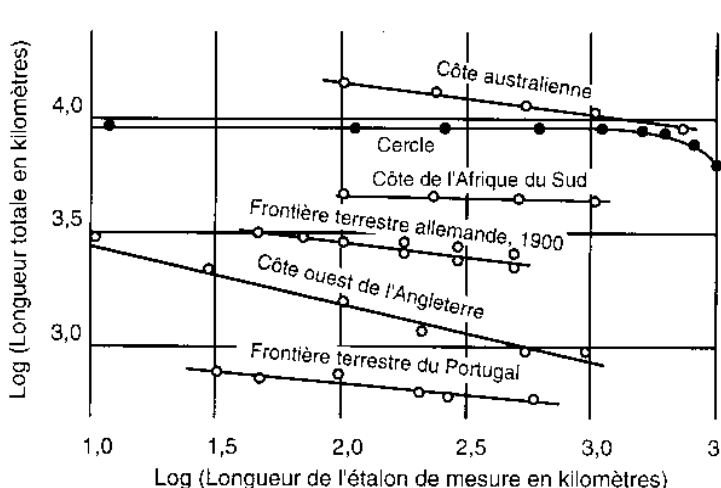 Log (Longueur totale en kilomètres)
4,0
3,5
3,0
Côte australienne
Cercle
Côte de l'Afrique du Sud
Frontière terrestre allemande, 1900
Côte ouest de l'Angleterre
Frontière terrestre du Portugal
1,0 1,5 2,0 2,5 3,0 3
Log (Longueur de l'étalon de mesure en kilomètres)